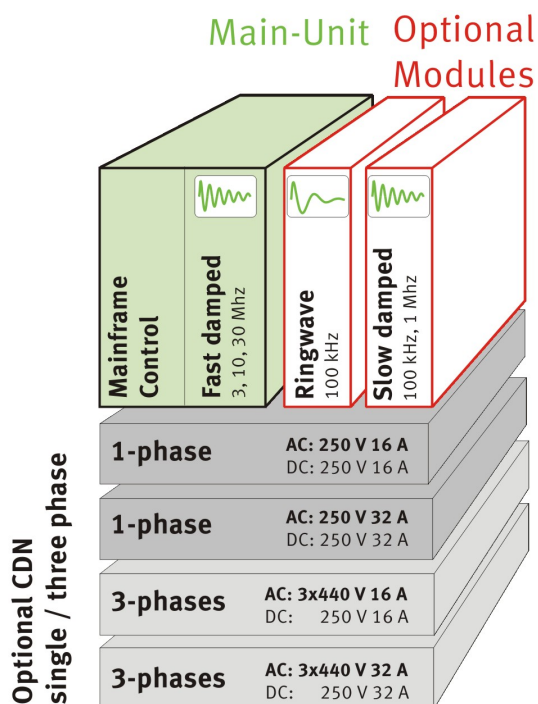 Main-Unit
Optional
Modules
Mainframe
Control
Fast damped
3, 10, 30 Mhz
Ringwave
100 kHz
Slow damped
100 kHz, 1 Mhz
1-phase
AC: 250 V 16 A
DC: 250 V 16 A
1-phase
AC: 250 V 32 A
DC: 250 V 32 A
3-phases
AC: 3x440 V 16 A
DC: 250 V 16 A
3-phases
AC: 3x440 V 32 A
DC: 250 V 32 A
Optional CDN
single / three phase